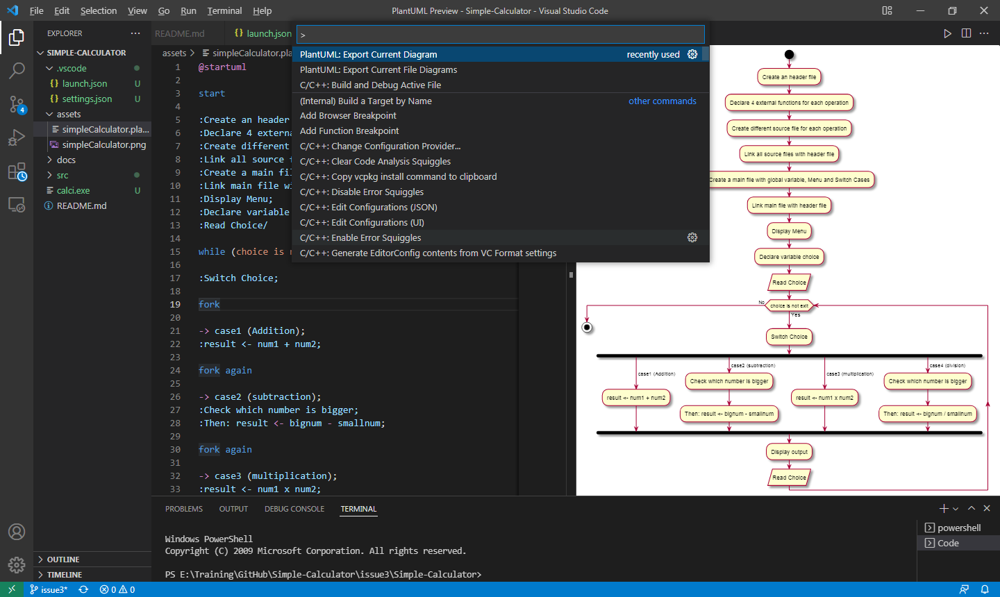 File Edit Selection View Go Run Terminal Help
PlantUML Preview - Simple-Calculator - Visual Studio Code
EXPLORER
SIMPLE-CALCULATOR
.vscode
launch.json U
settings.json U
assets
simpleCalculator.pla...
simpleCalculator.png
docs
src
calci.exe U
README.md
OUTLINE
TIMELINE
4
README.md
launch.json
assets > simpleCalculator.pla
>
PlantUML: Export Current Diagram recently used
PlantUML: Export Current File Diagrams
C/C++: Build and Debug Active File
(Internal) Build a Target by Name other commands
Add Browser Breakpoint
Add Function Breakpoint
C/C++: Change Configuration Provider...
C/C++: Clear Code Analysis Squiggles
C/C++: Copy vcpkg install command to clipboard
C/C++: Disable Error Squiggles
C/C++: Edit Configurations (JSON)
C/C++: Edit Configurations (UI)
C/C++: Enable Error Squiggles
C/C++: Generate EditorConfig contents from VC Format settings
1 @startuml
2
3 start
4
5 :Create an header
6 :Declare 4 externa
7 :Create different
8 :Link all source
9 :Create a main fil
10 :Link main file wi
11 :Display Menu;
12 :Declare variable
13 :Read Choice/
14
15 while (choice is
16
17 :Switch Choice;
18
19 fork
20
21 -> case1 (Addition);
22 :result <- num1 + num2;
23
24 fork again
25
26 -> case2 (subtraction);
27 :Check which number is bigger;
28 :Then: result <- bignum - smallnum;
29
30 fork again
31
32 -> case3 (multiplication);
33 :result <- num1 x num2;
Create an header file
Declare 4 external functions for each operation
Create different source file for each operation
Link all source files with header file
Create a main file with global variable, Menu and Switch Cases
Link main file with header file
Display Menu
Declare variable choice
Read Choice
No
choice is not exit
Yes
Switch Choice
case1 (Addition)
result <- num1 + num2
case2 (subtraction)
Check which number is bigger
Then: result <- bignum - smallnum
case3 (multiplication)
result <- num1 x num2
case4 (division)
Check which number is bigger
Then: result <- bignum / smallnum
Display output
Read Choice
PROBLEMS OUTPUT DEBUG CONSOLE TERMINAL
Windows PowerShell
Copyright (C) 2009 Microsoft Corporation. All rights reserved.
PS E:\Training\GitHub\Simple-Calculator\issue3\Simple-Calculator>
powershell
Code
issue3* 0 0